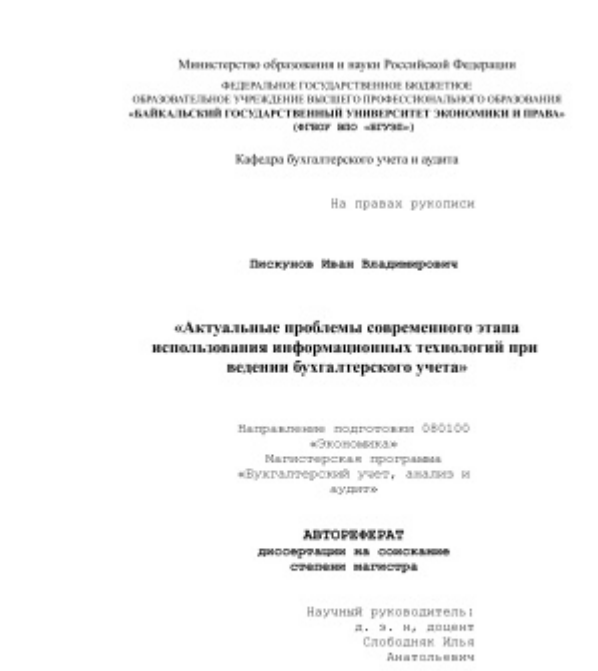 Министерство образования и науки Российской Федерации
ФЕДЕРАЛЬНОЕ ГОСУДАРСТВЕННОЕ БЮДЖЕТНОЕ
ОБРАЗОВАТЕЛЬНОЕ УЧРЕЖДЕНИЕ ВЫСШЕГО ПРОФЕССИОНАЛЬНОГО ОБРАЗОВАНИЯ
«БАЙКАЛЬСКИЙ ГОСУДАРСТВЕННЫЙ УНИВЕРСИТЕТ ЭКОНОМИКИ И ПРАВА»
(ФГБОУ ВПО «БГУЭП»)
Кафедра бухгалтерского учета и аудита
На правах рукописи
Пискунов Иван Владимирович
«Актуальные проблемы современного этапа
использования информационных технологий при
ведении бухгалтерского учета»
Направление подготовки 080100
«Экономика»
Магистерская программа
«Бухгалтерский учет, анализ и
аудит»
АВТОРЕФЕРАТ
диссертации на соискание
степени магистра
Научный руководитель:
д. э. н, доцент
Слободняк Илья
Анатольевич